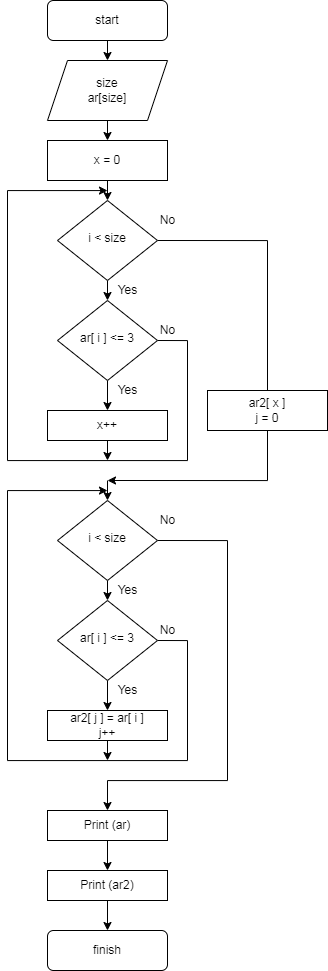 start
size
ar[size]
x = 0
No
i < size
Yes
No
ar[ i ] <= 3
Yes
x++
ar2[ x ]
j = 0
No
i < size
Yes
No
ar[ i ] <= 3
Yes
ar2[ j ] = ar[ i ]
j++
Print (ar)
Print (ar2)
finish